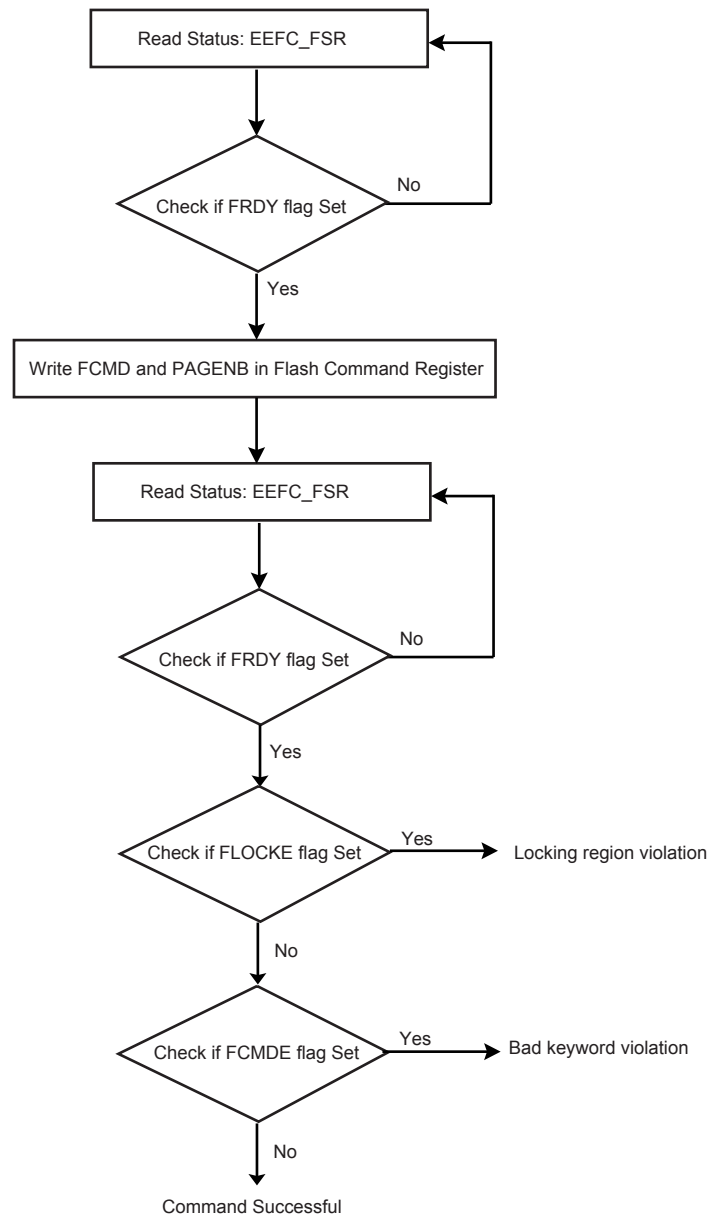 Read Status: EEFC_FSR
No
Check if FRDY flag Set
Yes
Write FCMD and PAGENB in Flash Command Register
Read Status: EEFC_FSR
No
Check if FRDY flag Set
Yes
Check if FLOCKE flag Set
Yes
Locking region violation
No
Check if FCMDE flag Set
Yes
Bad keyword violation
No
Command Successful